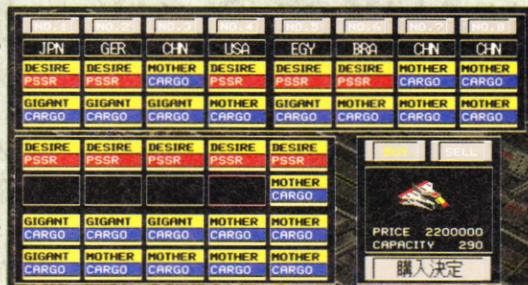 NO.1 NO.2 NO.3 NO.4 NO.5 NO.6 NO.7 NO.8
JPN GER CHN USA EGY BRA CHN CHN
DESIRE DESIRE MOTHER DESIRE DESIRE DESIRE MOTHER MOTHER
PSSR PSSR CARGO PSSR PSSR PSSR CARGO CARGO
GIGANT GIGANT GIGANT MOTHER GIGANT MOTHER MOTHER MOTHER
CARGO CARGO CARGO CARGO CARGO CARGO CARGO CARGO
DESIRE DESIRE DESIRE DESIRE DESIRE
PSSR PSSR PSSR PSSR PSSR
MOTHER
CARGO
GIGANT GIGANT GIGANT MOTHER MOTHER
CARGO CARGO CARGO CARGO CARGO
GIGANT MOTHER MOTHER MOTHER MOTHER
CARGO CARGO CARGO CARGO CARGO
BUY SELL
PRICE 2200000
CAPACITY 290
購入決定